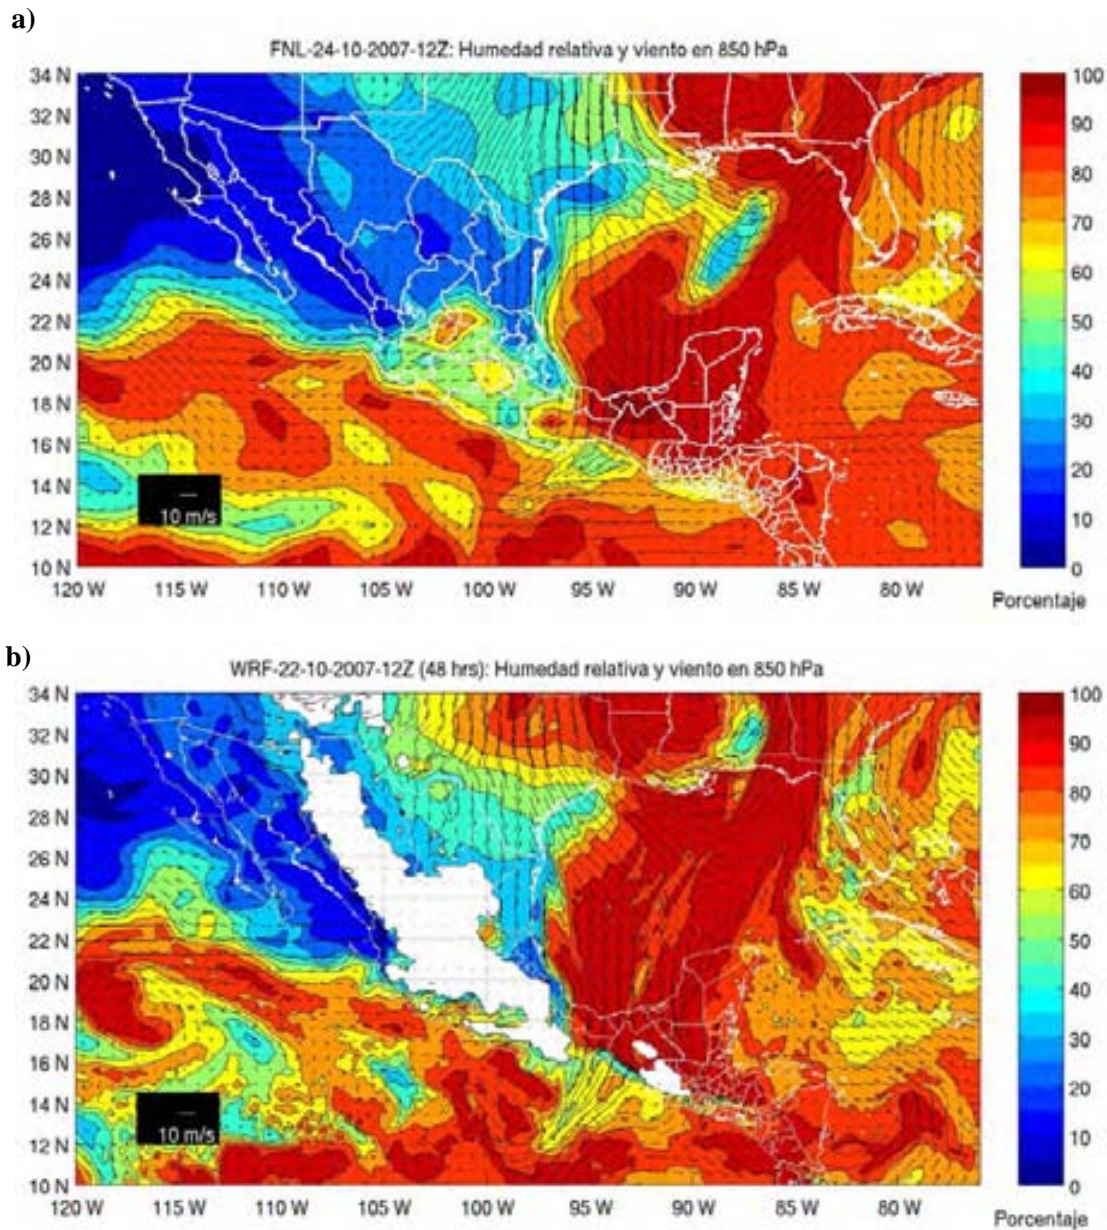 a)
FNL-24-10-2007-12Z: Humedad relativa y viento en 850 hPa
34 N
32 N
30 N
28 N
26 N
24 N
22 N
20 N
18 N
16 N
14 N
12 N
10 N
10 m/s
120 W 115 W 110 W 105 W 100 W 95 W 90 W 85 W 80 W
100
90
80
70
60
50
40
30
20
10
0
Porcentaje
b)
WRF-22-10-2007-12Z (48 hrs): Humedad relativa y viento en 850 hPa
34 N
32 N
30 N
28 N
26 N
24 N
22 N
20 N
18 N
16 N
14 N
12 N
10 N
10 m/s
120 W 115 W 110 W 105 W 100 W 95 W 90 W 85 W 80 W
100
90
80
70
60
50
40
30
20
10
0
Porcentaje